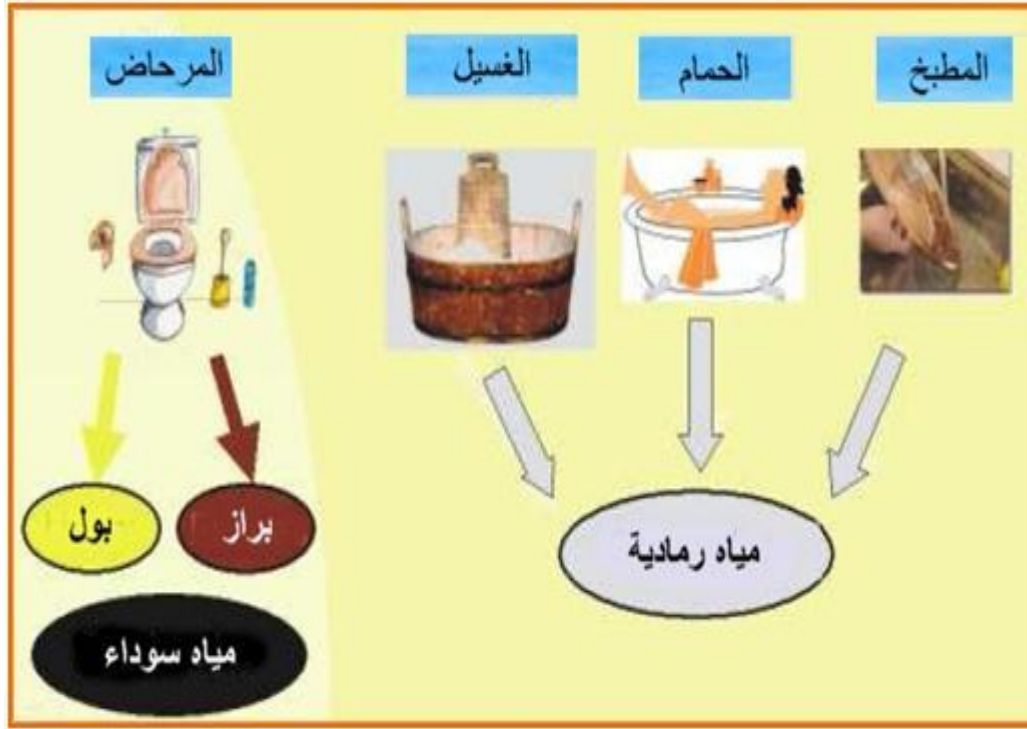 المطبخ
الحمام
الغسيل
المرحاض
مياه رمادية
براز
بول
مياه سوداء